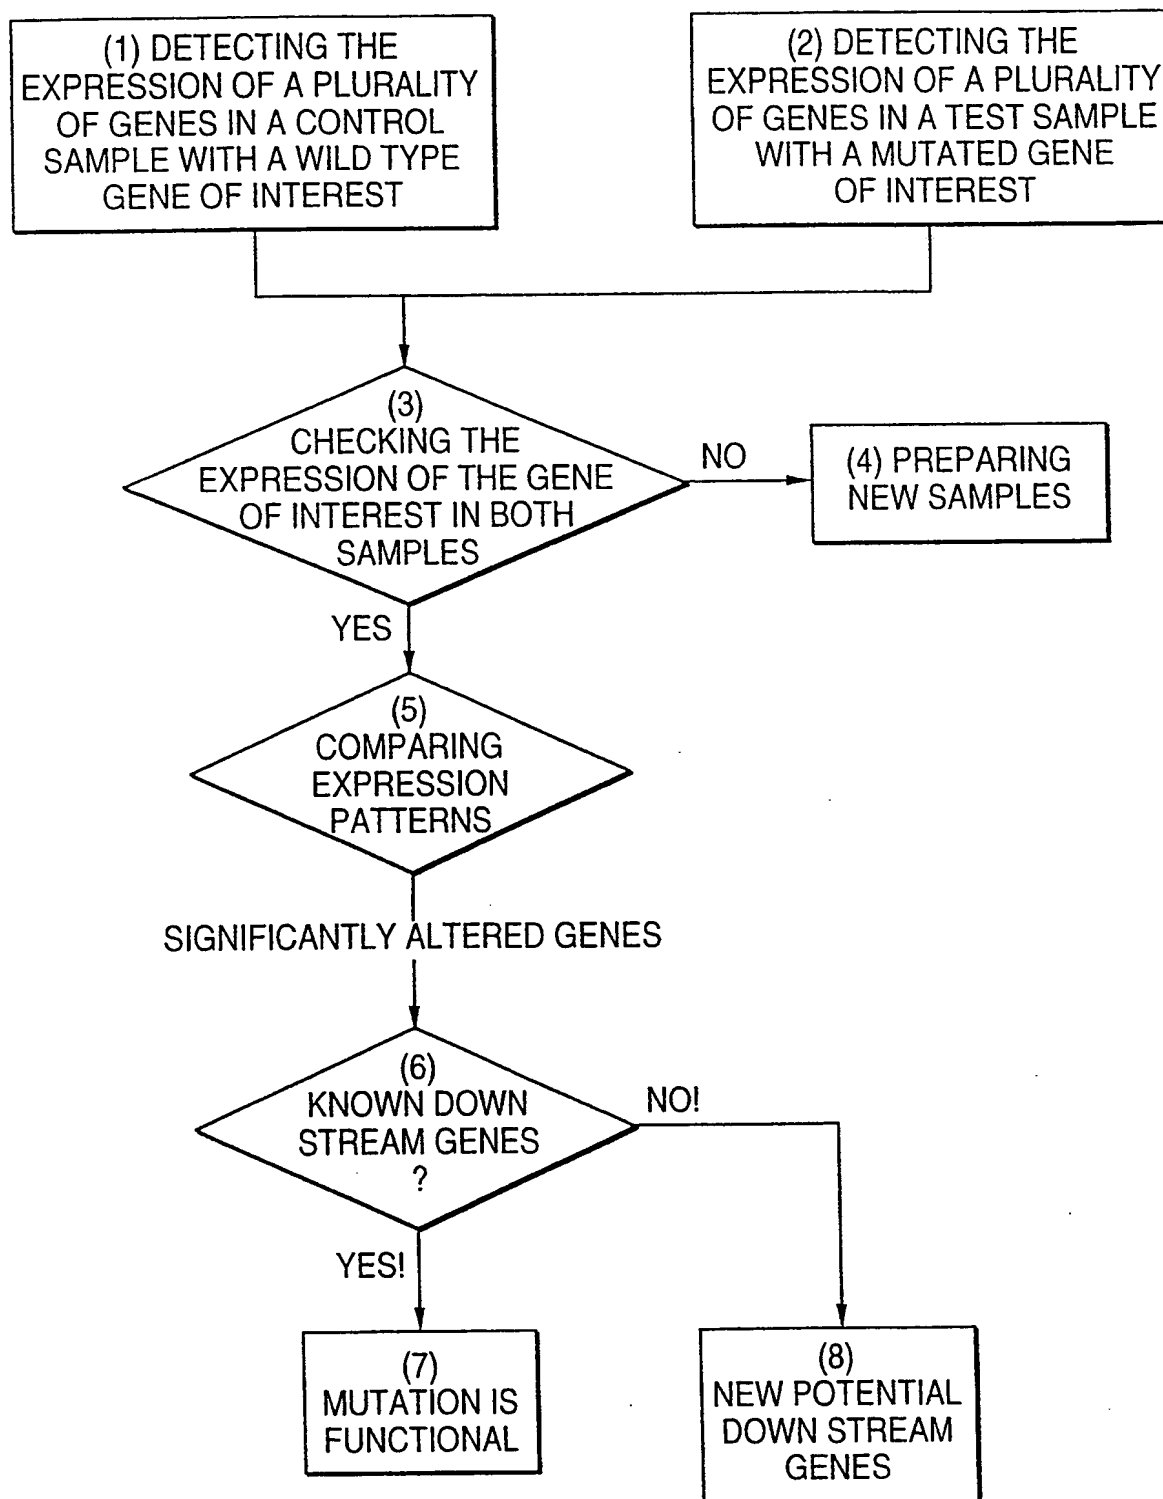 (1) DETECTING THE
EXPRESSION OF A PLURALITY
OF GENES IN A CONTROL
SAMPLE WITH A WILD TYPE
GENE OF INTEREST
(2) DETECTING THE
EXPRESSION OF A PLURALITY
OF GENES IN A TEST SAMPLE
WITH A MUTATED GENE
OF INTEREST
(3)
CHECKING THE
EXPRESSION OF THE GENE
OF INTEREST IN BOTH
SAMPLES
NO
(4) PREPARING
NEW SAMPLES
YES
(5)
COMPARING
EXPRESSION
PATTERNS
SIGNIFICANTLY ALTERED GENES
(6)
KNOWN DOWN
STREAM GENES
?
NO!
YES!
(7)
MUTATION IS
FUNCTIONAL
(8)
NEW POTENTIAL
DOWN STREAM
GENES